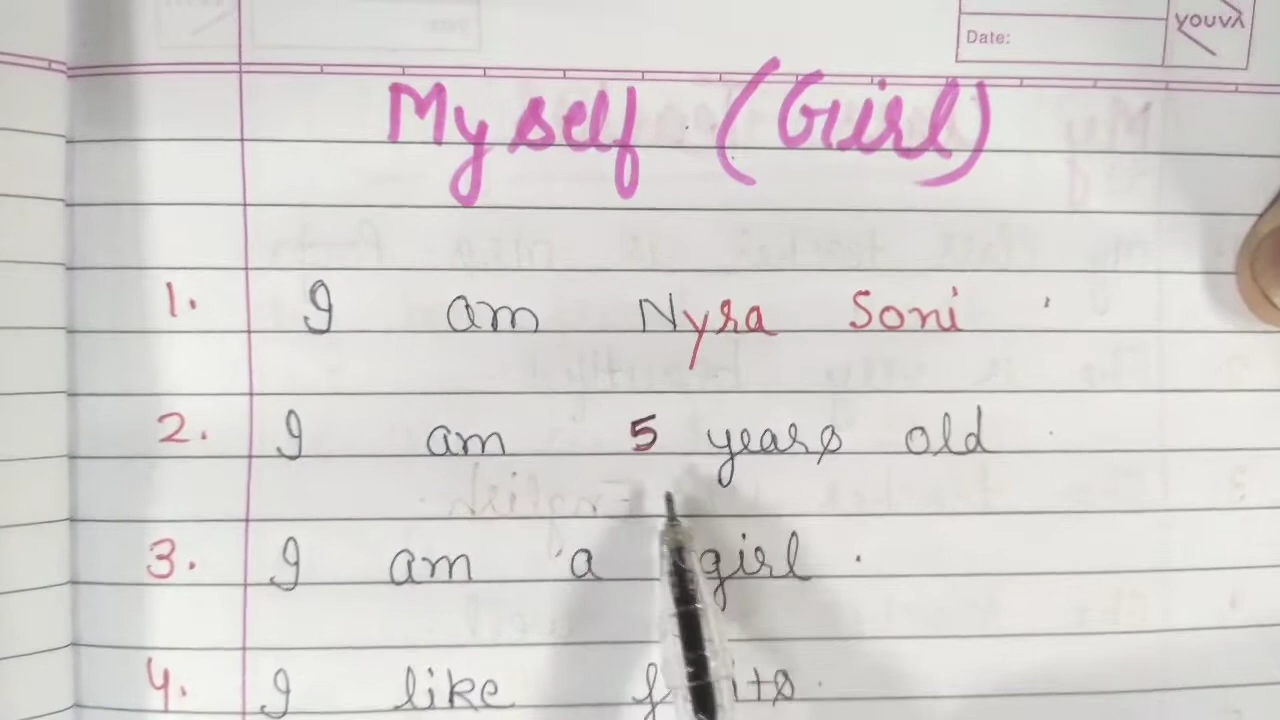 Date:
youva
Myself (Girl)
1. I am Nyra Soni.
2. I am 5 years old.
3. I am a girl.
4. I like